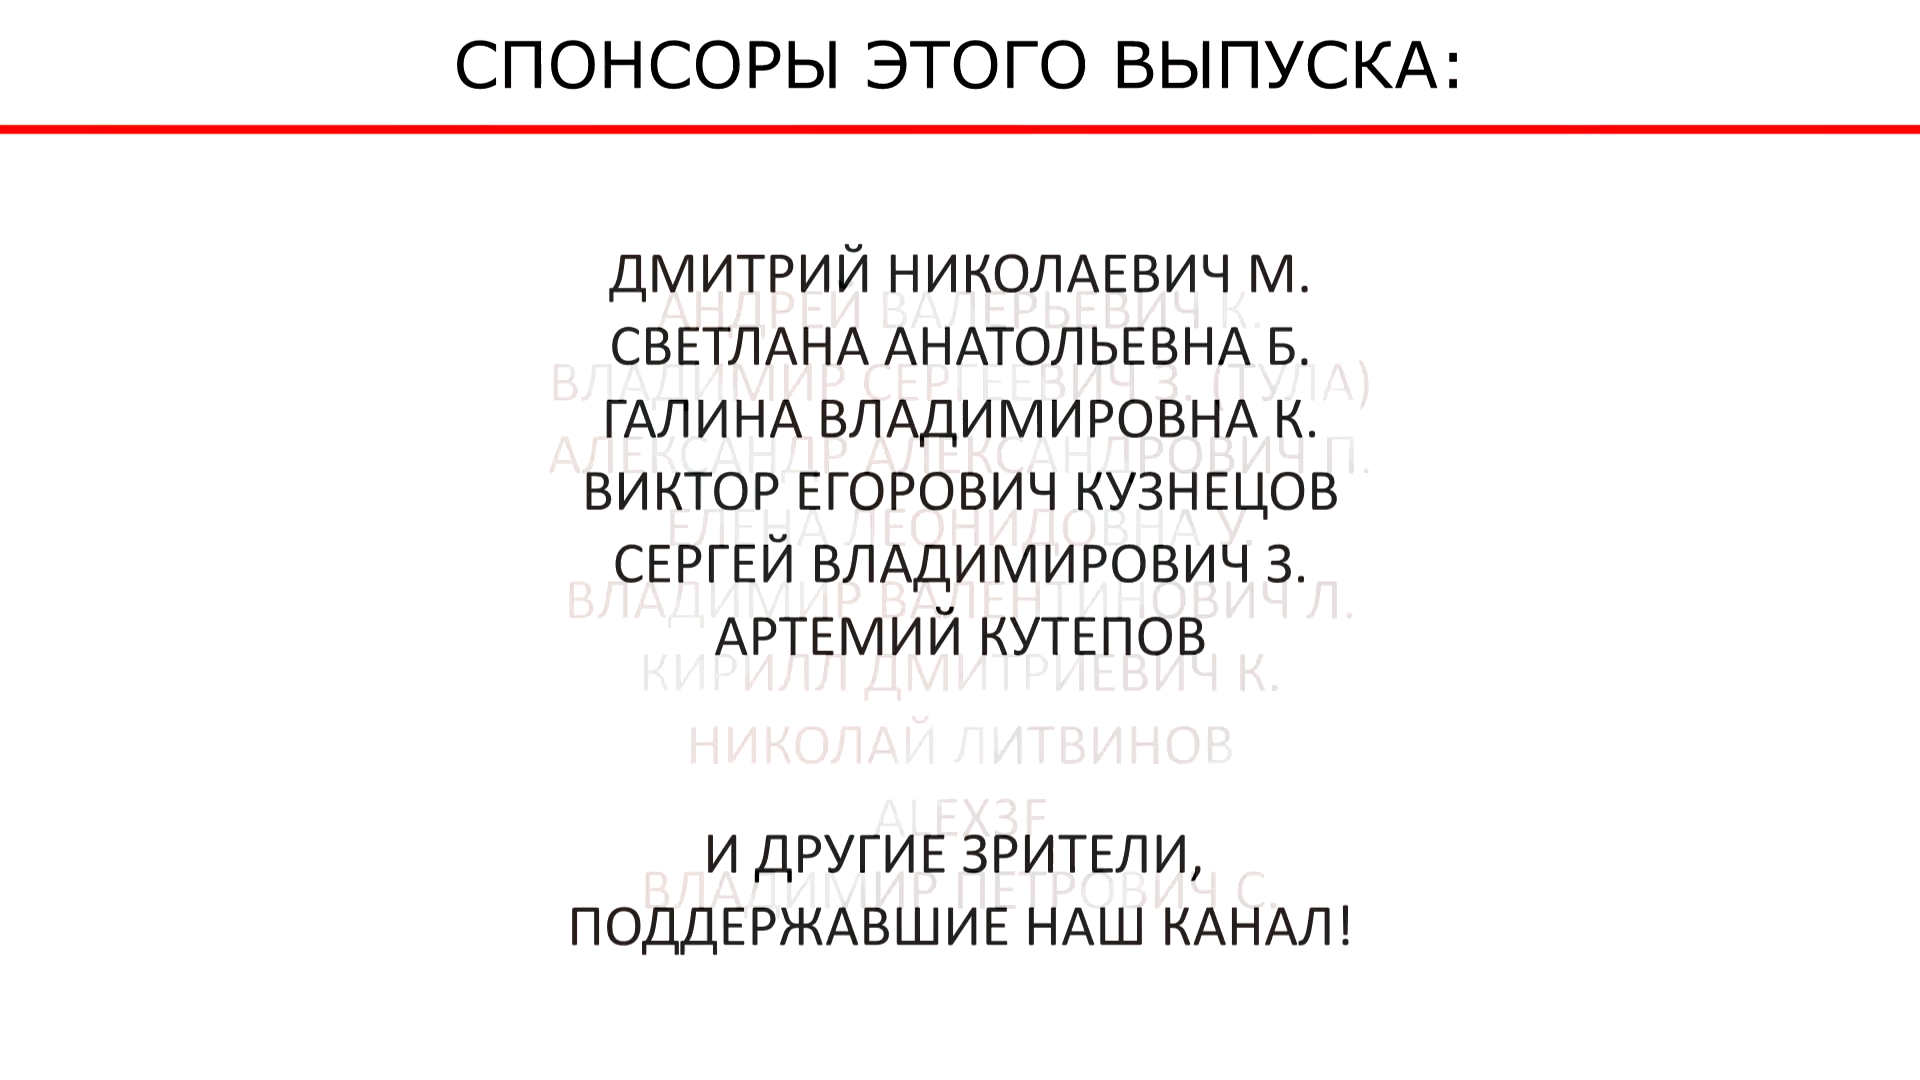 СПОНСОРЫ ЭТОГО ВЫПУСКА:
ДМИТРИЙ НИКОЛАЕВИЧ М.
АНДРЕЙ ВАЛЕРЬЕВИЧ К.
СВЕТЛАНА АНАТОЛЬЕВНА Б.
ВЛАДИМИР СЕРГЕЕВИЧ З. (ТУЛА)
ГАЛИНА ВЛАДИМИРОВНА К.
АЛЕКСАНДР АЛЕКСАНДРОВИЧ П.
ВИКТОР ЕГОРОВИЧ КУЗНЕЦОВ
ЕЛЕНА ЛЕОНИДОВНА У.
СЕРГЕЙ ВЛАДИМИРОВИЧ З.
ВЛАДИМИР ВАЛЕНТИНОВИЧ Л.
АРТЕМИЙ КУТЕПОВ
КИРИЛЛ ДМИТРИЕВИЧ К.
НИКОЛАЙ ЛИТВИНОВ
ALEX3F
И ДРУГИЕ ЗРИТЕЛИ,
ВЛАДИМИР ПЕТРОВИЧ С.
ПОДДЕРЖАВШИЕ НАШ КАНАЛ!